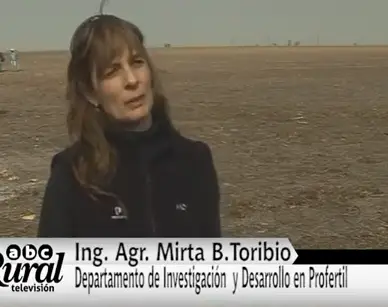 abc
Rural
televisión
Ing. Agr. Mirta B.Toribio
Departamento de Investigación y Desarrollo en Profertil